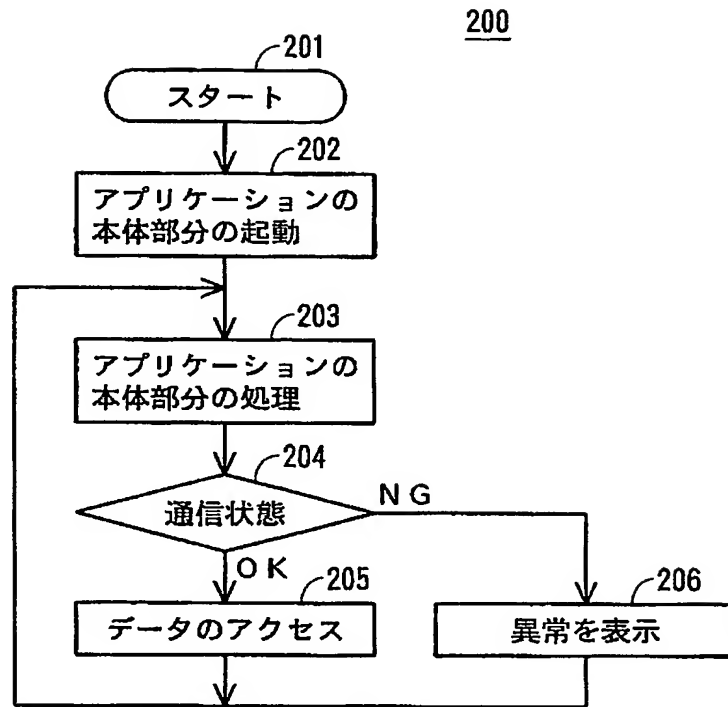 200
201
スタート
202
アプリケーションの
本体部分の起動
203
アプリケーションの
本体部分の処理
204
通信状態
NG
OK
205
データのアクセス
206
異常を表示